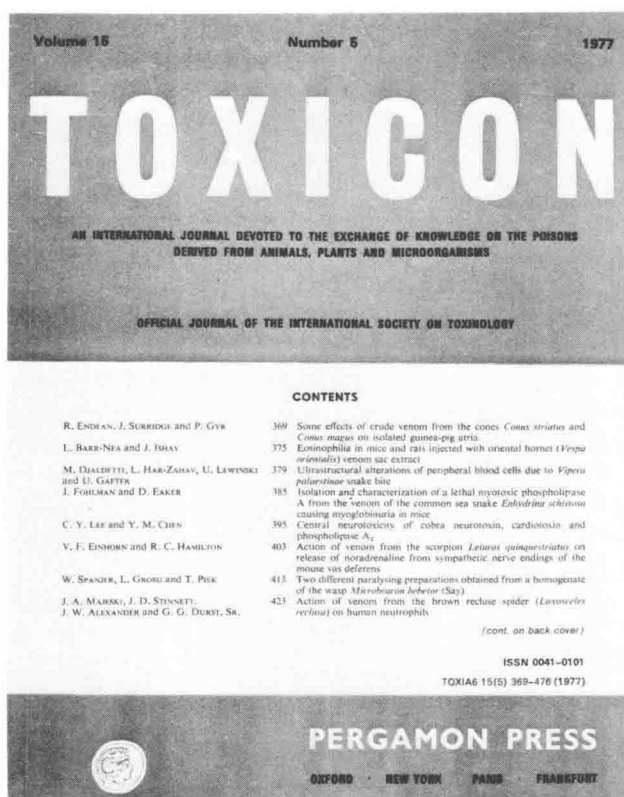 Volume 15 Number 5 1977
TOXICON
AN INTERNATIONAL JOURNAL DEVOTED TO THE EXCHANGE OF KNOWLEDGE ON THE POISONS
DERIVED FROM ANIMALS, PLANTS AND MICROORGANISMS
OFFICIAL JOURNAL OF THE INTERNATIONAL SOCIETY ON TOXINOLOGY
CONTENTS
R. ENDEAN, J. SURRIDGE and P. GYR 369 Some effects of crude venom from the cones Conus striatus and
Conus magus on isolated guinea-pig atria
L. BARR-NEA and J. ISHAY 375 Eosinophilia in mice and rats injected with oriental hornet (Vespa
orientalis) venom sac extract
M. DJALDETTI, L. HAR-ZAHAV, U. LEWINSKI 379 Ultrastructural alterations of peripheral blood cells due to Vipera
and U. GAFTER palaestinae snake bite
J. FOHLMAN and D. EAKER 385 Isolation and characterization of a lethal myotoxic phospholipase
A from the venom of the common sea snake Enhydrina schistosa
causing myoglobinuria in mice
C. Y. LEE and Y. M. CHEN 395 Central neurotoxicity of cobra neurotoxin, cardiotoxin and
phospholipase A₂
V. F. EINHORN and R. C. HAMILTON 403 Action of venom from the scorpion Leiurus quinquestriatus on
release of noradrenaline from sympathetic nerve endings of the
mouse vas deferens
W. SPANJER, L. GROSU and T. PIEK 413 Two different paralysing preparations obtained from a homogenate
of the wasp Microbracon hebetor (Say)
J. A. MAJESKI, J. D. STINNETT, 423 Action of venom from the brown recluse spider (Loxosceles
J. W. ALEXANDER and G. G. DURST, SR. reclusa) on human neutrophils
(cont. on back cover)
ISSN 0041-0101
TOXIA6 15(5) 369-476 (1977)
PERGAMON PRESS
OXFORD · NEW YORK · PARIS · FRANKFURT